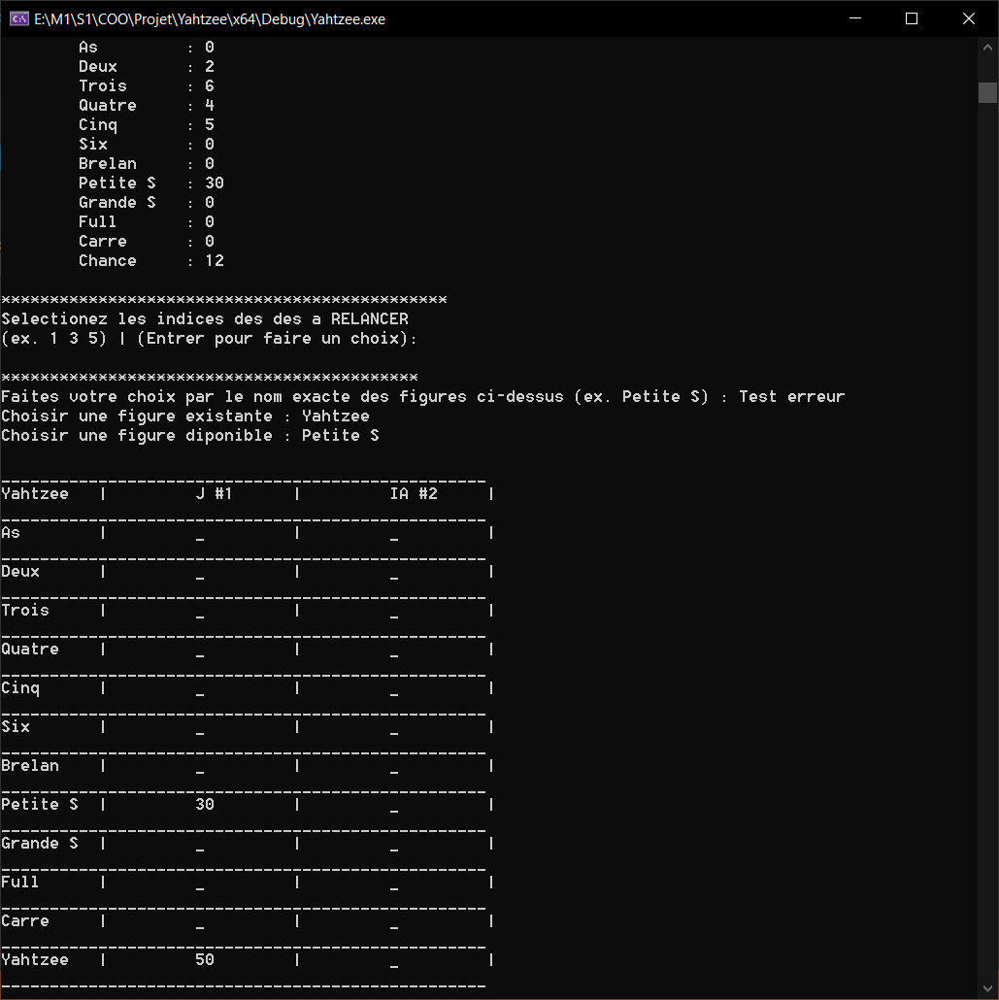 E:\M1\S1\COO\Projet\Yahtzee\x64\Debug\Yahtzee.exe
As : 0
Deux : 2
Trois : 6
Quatre : 4
Cinq : 5
Six : 0
Brelan : 0
Petite S : 30
Grande S : 0
Full : 0
Carre : 0
Chance : 12
**********************************************
Selectionez les indices des des a RELANCER
(ex. 1 3 5) | (Entrer pour faire un choix):
*******************************************
Faites votre choix par le nom exacte des figures ci-dessus (ex. Petite S) : Test erreur
Choisir une figure existante : Yahtzee
Choisir une figure diponible : Petite S
__________________________________________________
Yahtzee | J #1 | IA #2 |
__________________________________________________
As | _ | _ |
__________________________________________________
Deux | _ | _ |
__________________________________________________
Trois | _ | _ |
__________________________________________________
Quatre | _ | _ |
__________________________________________________
Cinq | _ | _ |
__________________________________________________
Six | _ | _ |
__________________________________________________
Brelan | _ | _ |
__________________________________________________
Petite S | 30 | _ |
__________________________________________________
Grande S | _ | _ |
__________________________________________________
Full | _ | _ |
__________________________________________________
Carre | _ | _ |
__________________________________________________
Yahtzee | 50 | _ |
__________________________________________________